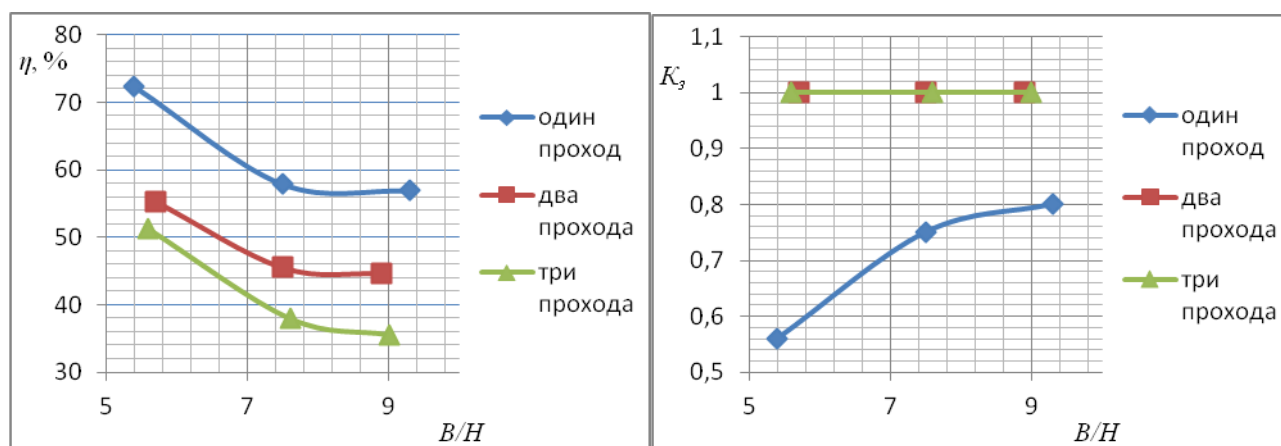 80
η, %
70
60
50
40
30
5
7
9
B/H
один
проход
два
прохода
три
прохода
1,1
Kз
1
0,9
0,8
0,7
0,6
0,5
5
7
9
B/H
один
проход
два
прохода
три
прохода